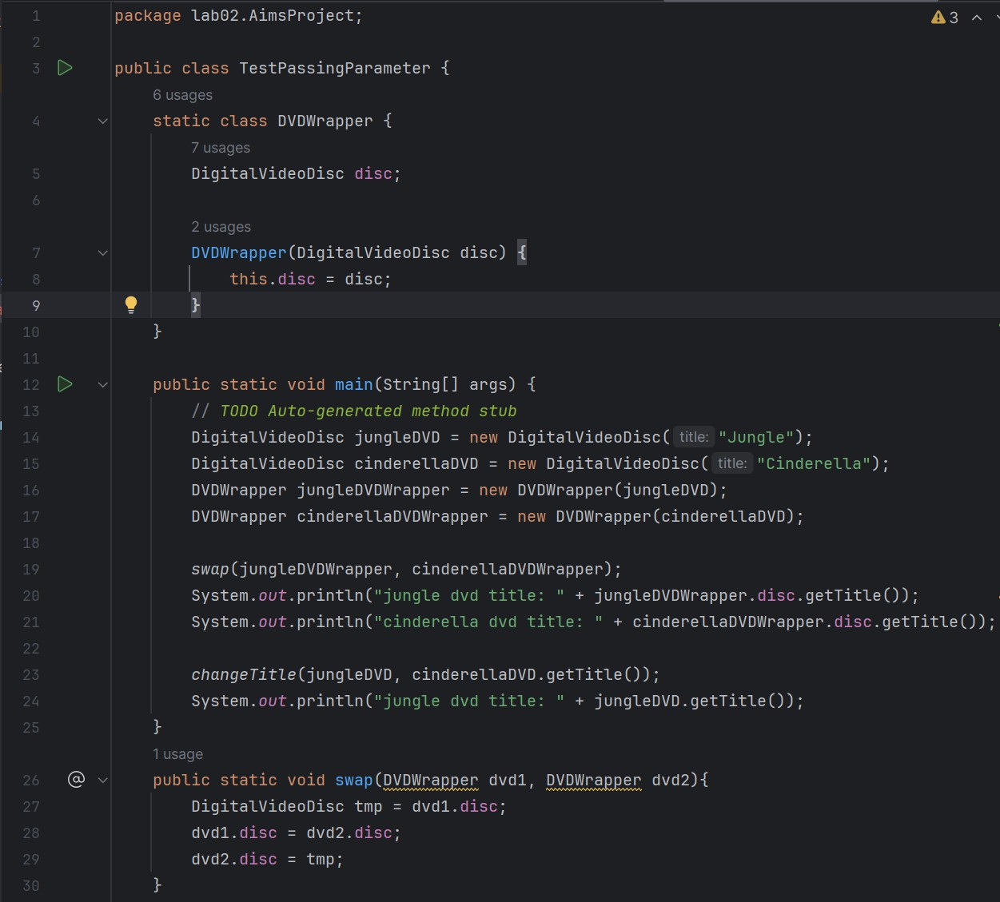 1 package lab02.AimsProject; 3
2
3 public class TestPassingParameter {
6 usages
4 static class DVDWrapper {
7 usages
5 DigitalVideoDisc disc;
6
2 usages
7 DVDWrapper(DigitalVideoDisc disc) {
8 this.disc = disc;
9 }
10 }
11
12 public static void main(String[] args) {
13 // TODO Auto-generated method stub
14 DigitalVideoDisc jungleDVD = new DigitalVideoDisc( title: "Jungle");
15 DigitalVideoDisc cinderellaDVD = new DigitalVideoDisc( title: "Cinderella");
16 DVDWrapper jungleDVDWrapper = new DVDWrapper(jungleDVD);
17 DVDWrapper cinderellaDVDWrapper = new DVDWrapper(cinderellaDVD);
18
19 swap(jungleDVDWrapper, cinderellaDVDWrapper);
20 System.out.println("jungle dvd title: " + jungleDVDWrapper.disc.getTitle());
21 System.out.println("cinderella dvd title: " + cinderellaDVDWrapper.disc.getTitle());
22
23 changeTitle(jungleDVD, cinderellaDVD.getTitle());
24 System.out.println("jungle dvd title: " + jungleDVD.getTitle());
25 }
1 usage
26 @ public static void swap(DVDWrapper dvd1, DVDWrapper dvd2){
27 DigitalVideoDisc tmp = dvd1.disc;
28 dvd1.disc = dvd2.disc;
29 dvd2.disc = tmp;
30 }